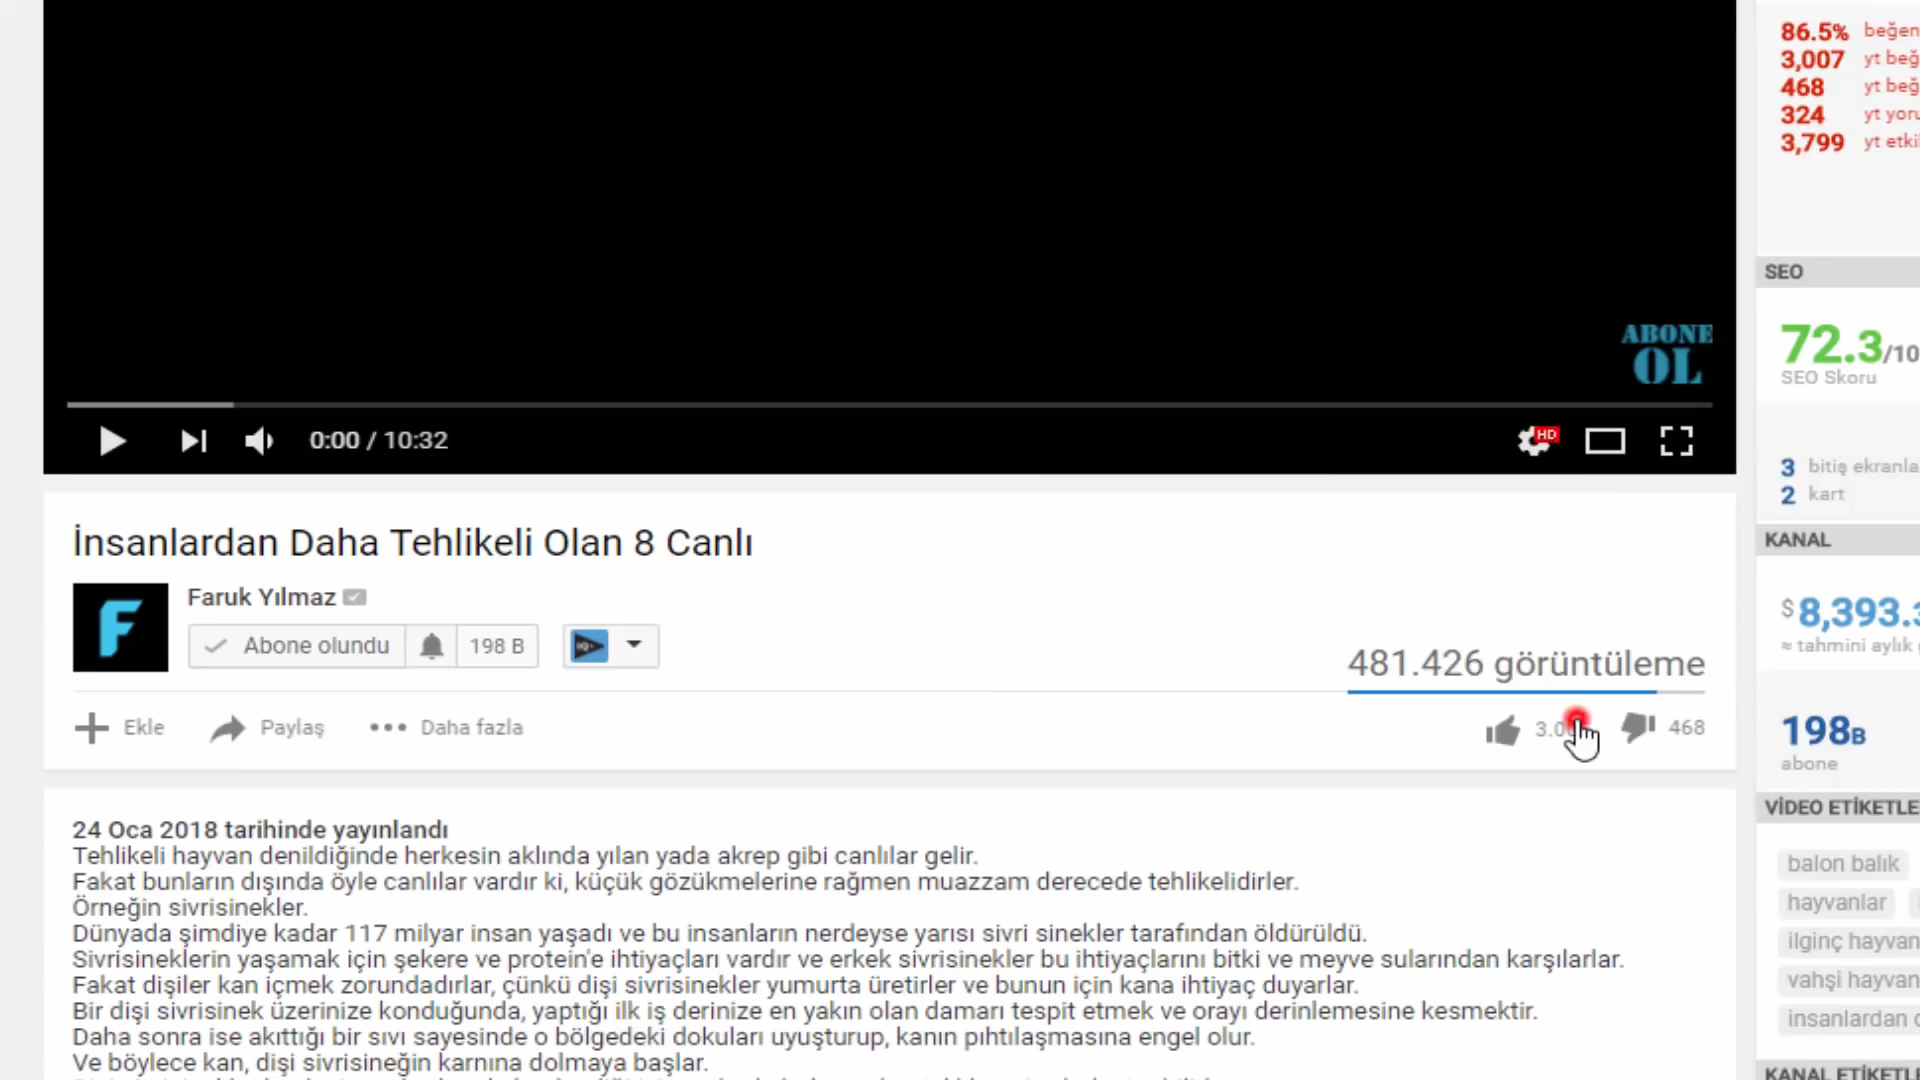 ABONE
OL
0:00 / 10:32
HD
İnsanlardan Daha Tehlikeli Olan 8 Canlı
Faruk Yılmaz
Abone olundu 198 B
481.426 görüntüleme
Ekle Paylaş Daha fazla
468
24 Oca 2018 tarihinde yayınlandı
Tehlikeli hayvan denildiğinde herkesin aklında yılan yada akrep gibi canlılar gelir.
Fakat bunların dışında öyle canlılar vardır ki, küçük gözükmelerine rağmen muazzam derecede tehlikelidirler.
Örneğin sivrisinekler.
Dünyada şimdiye kadar 117 milyar insan yaşadı ve bu insanların nerdeyse yarısı sivri sinekler tarafından öldürüldü.
Sivrisineklerin yaşamak için şekere ve protein'e ihtiyaçları vardır ve erkek sivrisinekler bu ihtiyaçlarını bitki ve meyve sularından karşılarlar.
Fakat dişiler kan içmek zorundadırlar, çünkü dişi sivrisinekler yumurta üretirler ve bunun için kana ihtiyaç duyarlar.
Bir dişi sivrisinek üzerinize konduğunda, yaptığı ilk iş derinize en yakın olan damarı tespit etmek ve orayı derinlemesine kesmektir.
Daha sonra ise akıttığı bir sıvı sayesinde o bölgedeki dokuları uyuşturup, kanın pıhtılaşmasına engel olur.
Ve böylece kan, dişi sivrisineğin karnına dolmaya başlar.
86.5% beğen
3,007 yt beğ
468 yt beğ
324 yt yoru
3,799 yt etki
SEO
72.3/10
SEO Skoru
3 bitiş ekranla
2 kart
KANAL
$8,393.3
≈ tahmini aylık
198B
abone
VİDEO ETİKETLE
balon balık
hayvanlar
ilginç hayvan
vahşi hayvan
insanlardan
KANAL ETİKETLE